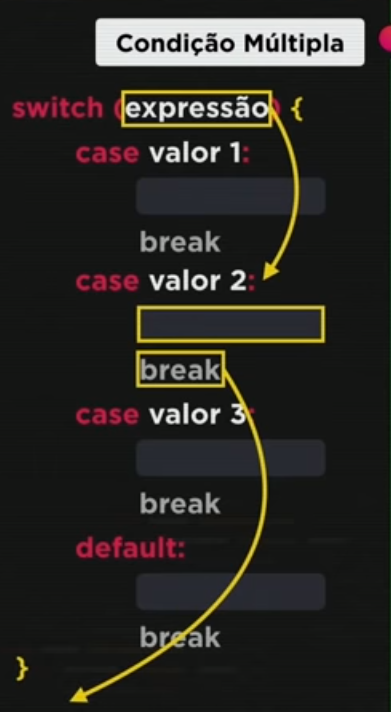 Condição Múltipla
switch (expressão) {
case valor 1:
break
case valor 2:
break
case valor 3:
break
default:
break
}